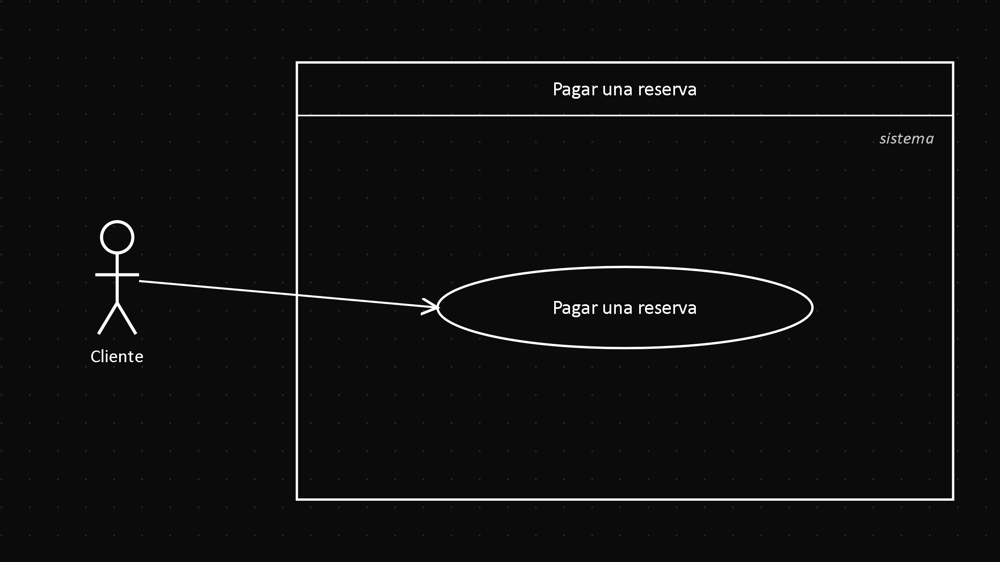 Pagar una reserva
sistema
Pagar una reserva
Cliente